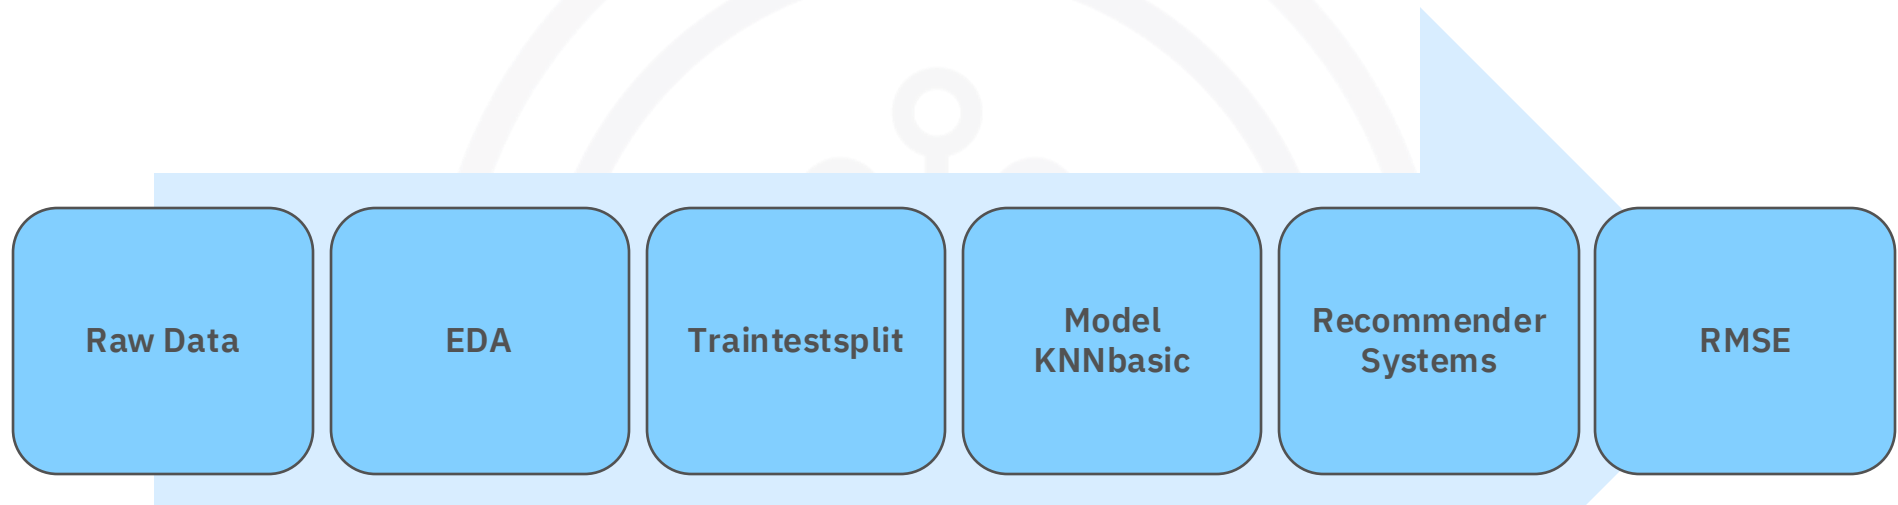 Raw Data
EDA
Traintestsplit
Model
KNNbasic
Recommender
Systems
RMSE